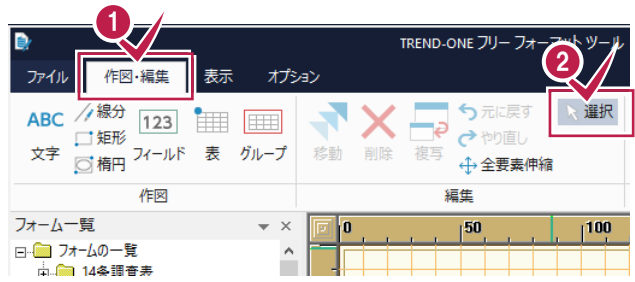 1
TREND-ONE フリーフォーマット ツール
2
ファイル 作図・編集 表示 オプション
ABC 文字
線分
矩形
楕円
123 フィールド
表
グループ
移動
削除
複写
元に戻す
やり直し
全要素伸縮
選択
作図
編集
フォーム一覧
0 50 100
フォームの一覧
14条調査表